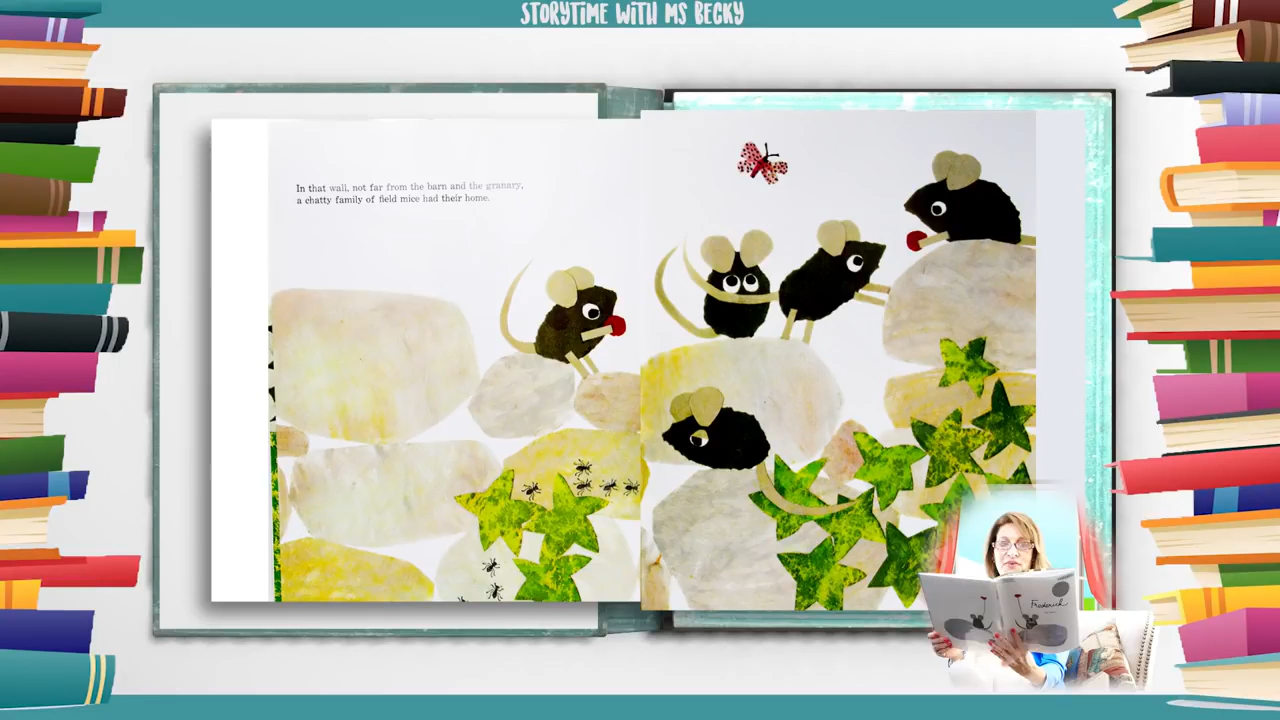 STORYTIME WITH MS BECKY
In that wall, not far from the barn and the granary,
a chatty family of field mice had their home.
Frederick